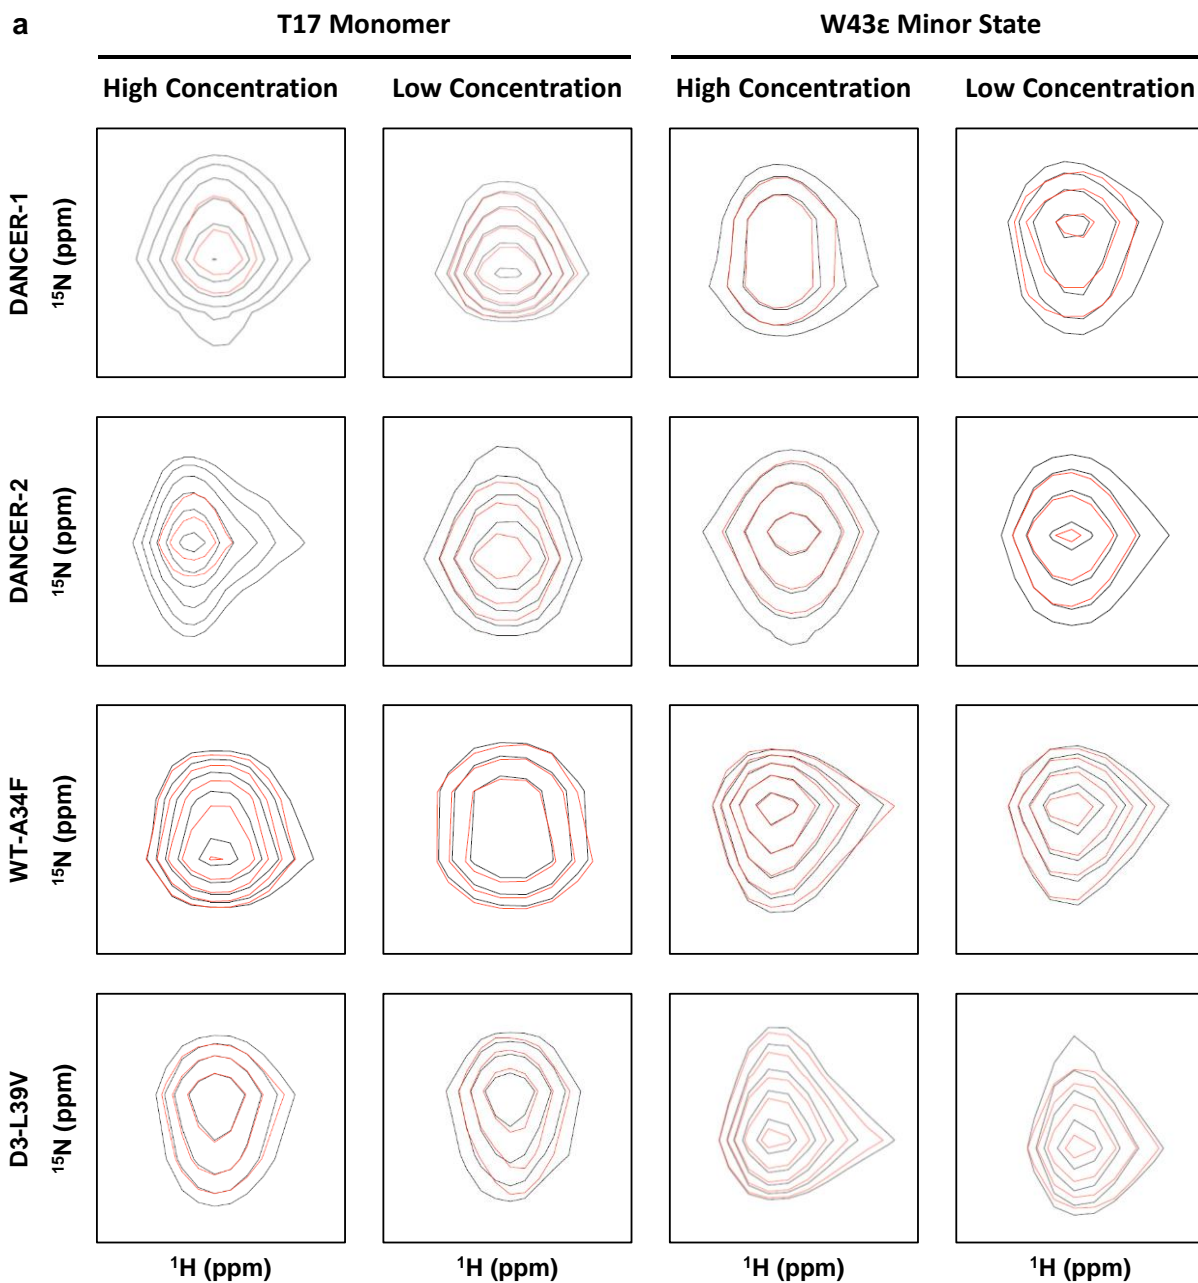 a
T17 Monomer
W43ε Minor State
High Concentration
Low Concentration
High Concentration
Low Concentration
DANCER-1
¹⁵N (ppm)
DANCER-2
¹⁵N (ppm)
WT-A34F
¹⁵N (ppm)
D3-L39V
¹⁵N (ppm)
¹H (ppm)
¹H (ppm)
¹H (ppm)
¹H (ppm)